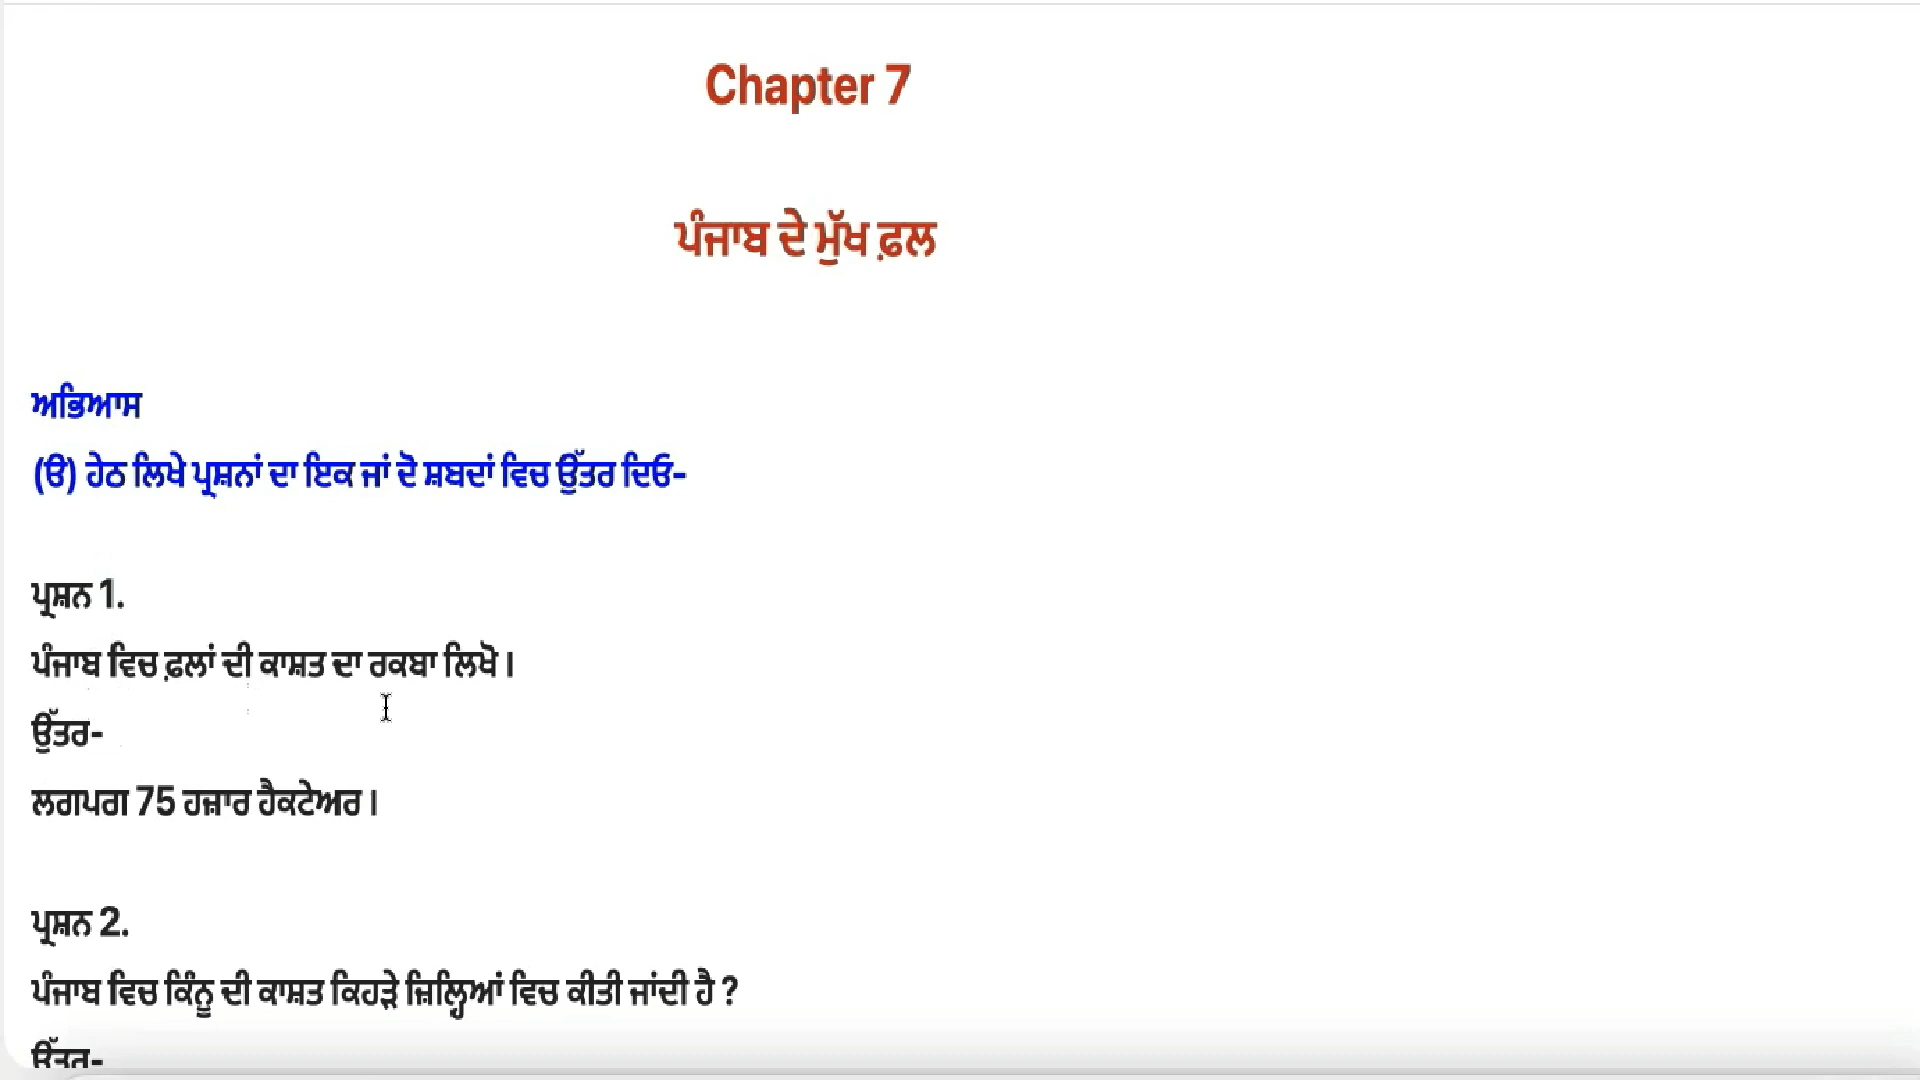 Chapter 7
ਪੰਜਾਬ ਦੇ ਮੁੱਖ ਫ਼ਲ
ਅਭਿਆਸ
(ੳ) ਹੇਠ ਲਿਖੇ ਪ੍ਰਸ਼ਨਾਂ ਦਾ ਇਕ ਜਾਂ ਦੋ ਸ਼ਬਦਾਂ ਵਿਚ ਉੱਤਰ ਦਿਓ-
ਪ੍ਰਸ਼ਨ 1.
ਪੰਜਾਬ ਵਿਚ ਫ਼ਲਾਂ ਦੀ ਕਾਸ਼ਤ ਦਾ ਰਕਬਾ ਲਿਖੋ ।
ਉੱਤਰ-
ਲਗਪਗ 75 ਹਜ਼ਾਰ ਹੈਕਟੇਅਰ ।
ਪ੍ਰਸ਼ਨ 2.
ਪੰਜਾਬ ਵਿਚ ਕਿੰਨੂ ਦੀ ਕਾਸ਼ਤ ਕਿਹੜੇ ਜ਼ਿਲ੍ਹਿਆਂ ਵਿਚ ਕੀਤੀ ਜਾਂਦੀ ਹੈ ?
ਉੱਤਰ-